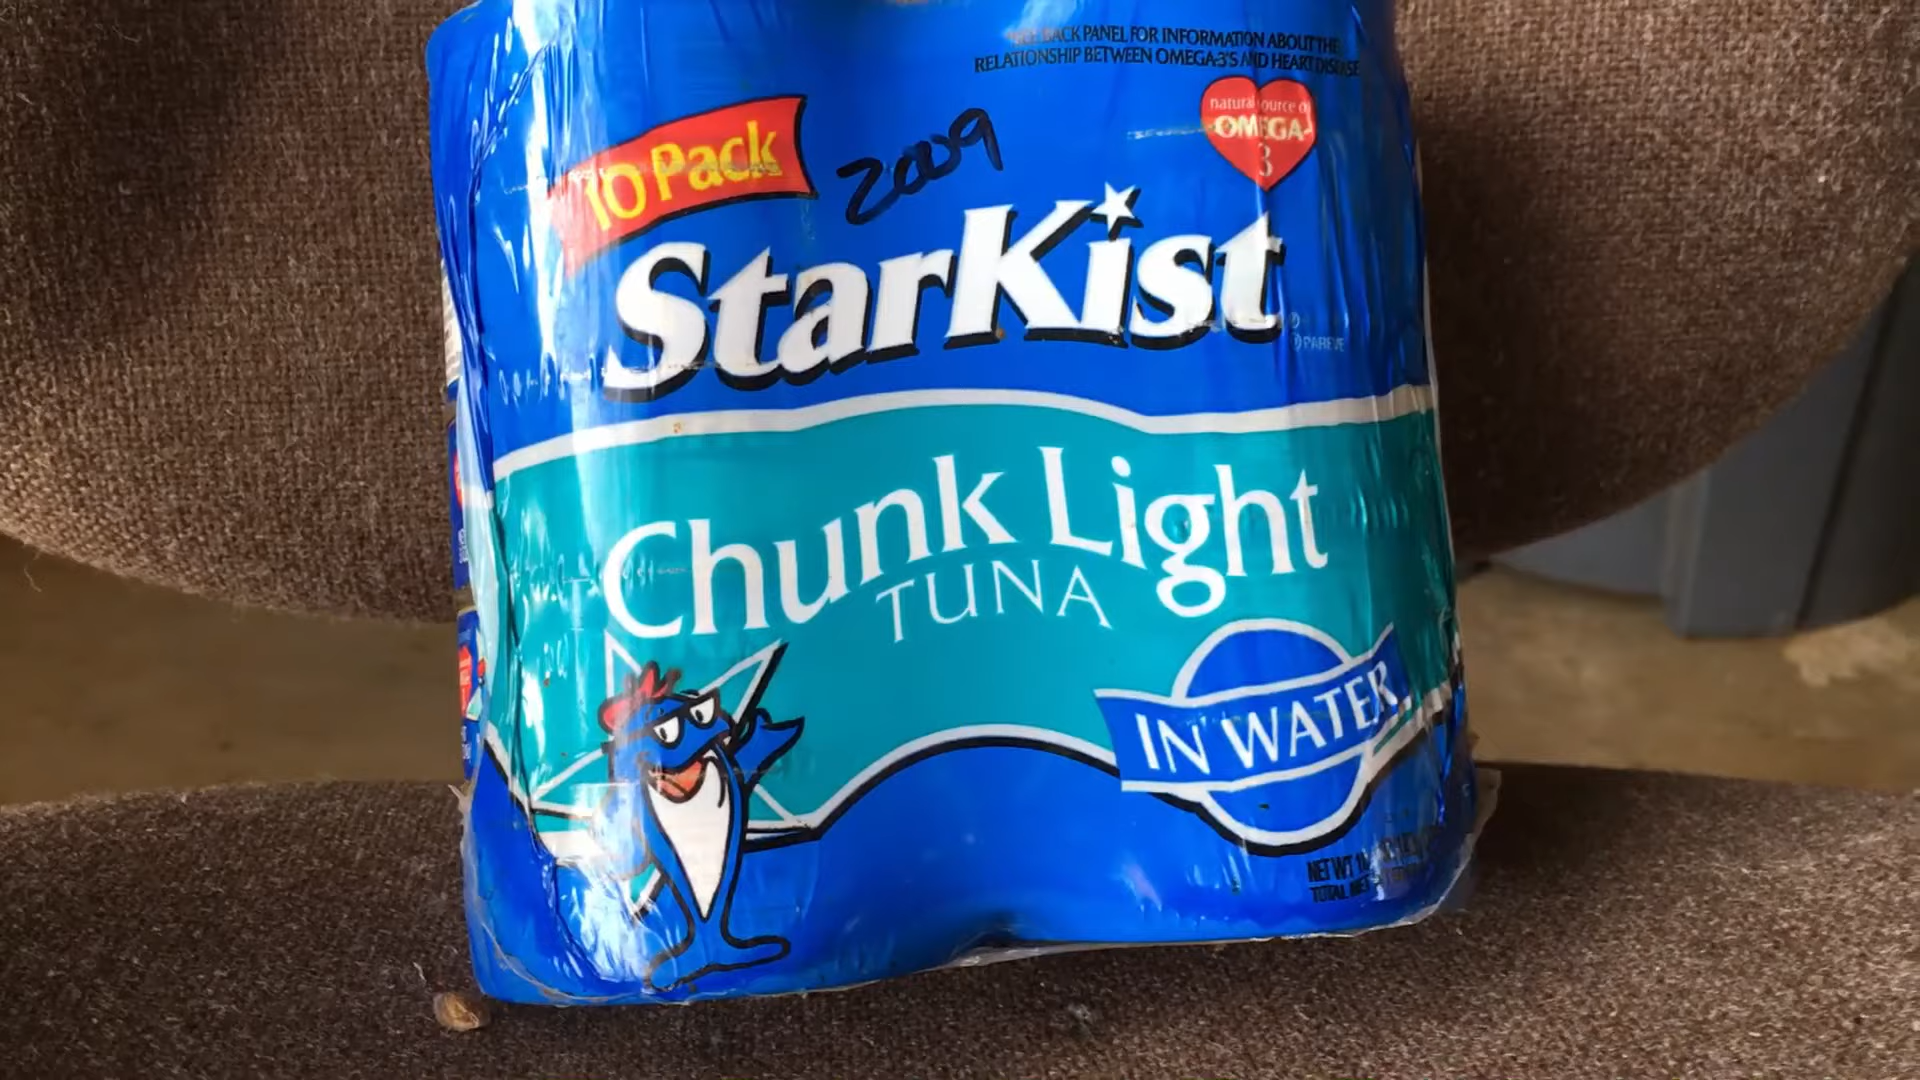 BACK PANEL FOR INFORMATION ABOUT THE
RELATIONSHIP BETWEEN OMEGA-3'S AND HEART DISEASE
natural source of
OMEGA-
3
10 Pack
2009
StarKist
PAREVE
Chunk Light
TUNA
IN WATER
NET WT
TOTAL NET